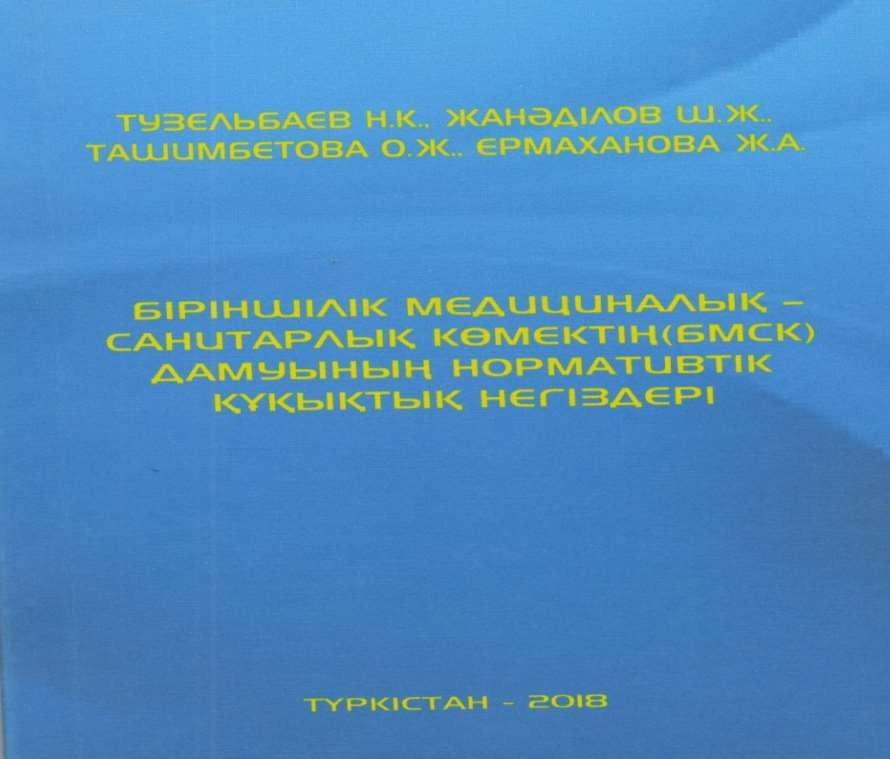 ТУЗЕЛЬБАЕВ Н.К., ЖАНӘДІЛОВ Ш.Ж.,
ТАШИМБЕТОВА О.Ж., ЕРМАХАНОВА Ж.А.
БІРІНШІЛІК МЕДИЦИНАЛЫҚ –
САНИТАРЛЫҚ КӨМЕКТІҢ(БМСК)
ДАМУЫНЫҢ НОРМАТИВТІК
ҚҰҚЫҚТЫҚ НЕГІЗДЕРІ
ТҮРКІСТАН - 2018